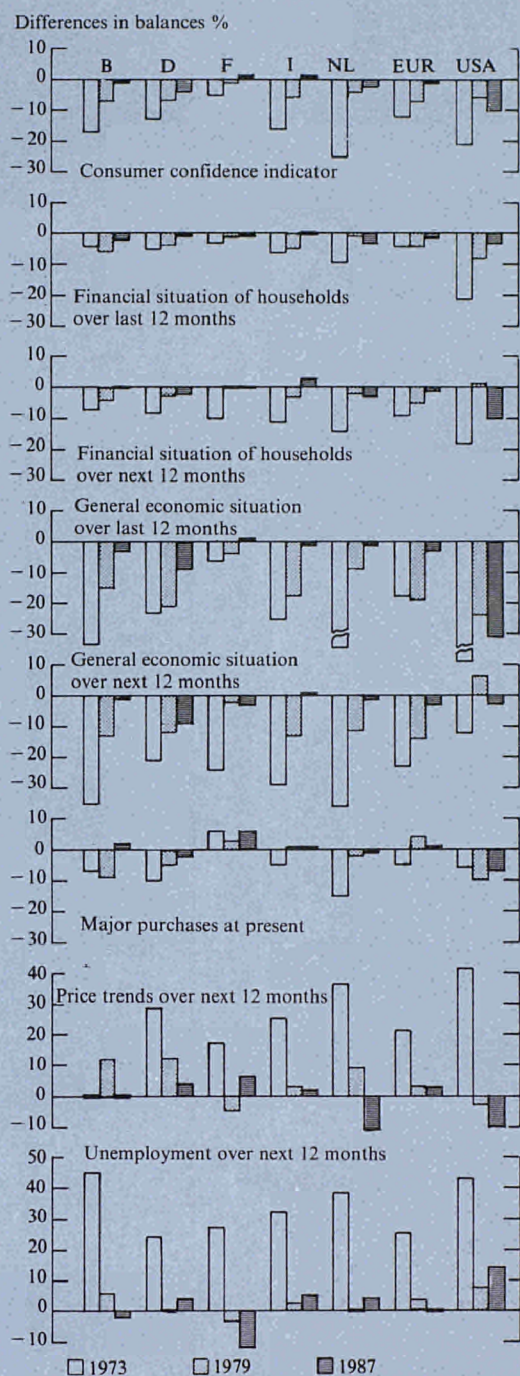 Differences in balances %
B D F I NL EUR USA
10
0
−10
−20
−30
Consumer confidence indicator
10
0
−10
−20
−30
Financial situation of households
over last 12 months
10
0
−10
−20
−30
Financial situation of households
over next 12 months
General economic situation
over last 12 months
0
−10
−20
−30
General economic situation
over next 12 months
10
0
−10
−20
−30
10
0
−10
−20
−30
Major purchases at present
40
Price trends over next 12 months
30
20
10
0
−10
Unemployment over next 12 months
50
40
30
20
10
0
−10
1973 1979 1987